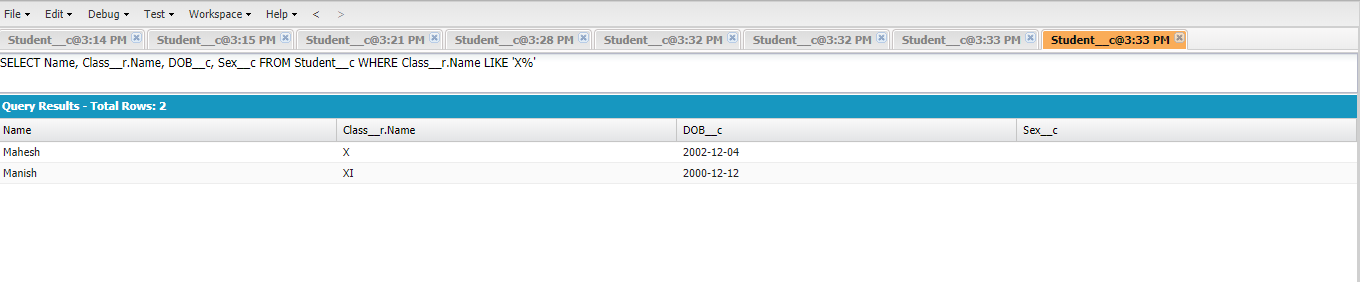 File Edit Debug Test Workspace Help < >
Student__c@3:14 PM Student__c@3:15 PM Student__c@3:21 PM Student__c@3:28 PM Student__c@3:32 PM Student__c@3:32 PM Student__c@3:33 PM Student__c@3:33 PM
SELECT Name, Class__r.Name, DOB__c, Sex__c FROM Student__c WHERE Class__r.Name LIKE 'X%'
Query Results - Total Rows: 2
Name Class__r.Name DOB__c Sex__c
Mahesh X 2002-12-04
Manish XI 2000-12-12